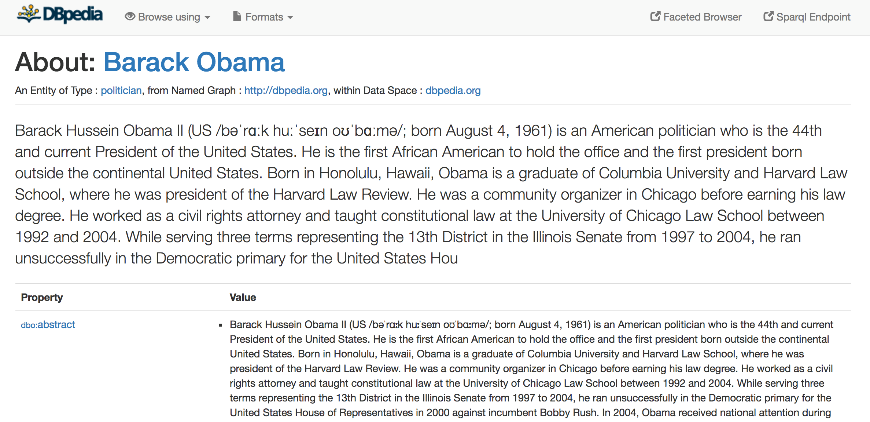 DBpedia Browse using Formats Faceted Browser Sparql Endpoint
About: Barack Obama
An Entity of Type : politician, from Named Graph : http://dbpedia.org, within Data Space : dbpedia.org
Barack Hussein Obama II (US /bəˈrɑːk huːˈseɪn oʊˈbɑːmə/; born August 4, 1961) is an American politician who is the 44th
and current President of the United States. He is the first African American to hold the office and the first president born
outside the continental United States. Born in Honolulu, Hawaii, Obama is a graduate of Columbia University and Harvard Law
School, where he was president of the Harvard Law Review. He was a community organizer in Chicago before earning his law
degree. He worked as a civil rights attorney and taught constitutional law at the University of Chicago Law School between
1992 and 2004. While serving three terms representing the 13th District in the Illinois Senate from 1997 to 2004, he ran
unsuccessfully in the Democratic primary for the United States Hou
Property Value
dbo:abstract
• Barack Hussein Obama II (US /bəˈrɑːk huːˈseɪn oʊˈbɑːmə/; born August 4, 1961) is an American politician who is the 44th and current
President of the United States. He is the first African American to hold the office and the first president born outside the continental
United States. Born in Honolulu, Hawaii, Obama is a graduate of Columbia University and Harvard Law School, where he was
president of the Harvard Law Review. He was a community organizer in Chicago before earning his law degree. He worked as a civil
rights attorney and taught constitutional law at the University of Chicago Law School between 1992 and 2004. While serving three
terms representing the 13th District in the Illinois Senate from 1997 to 2004, he ran unsuccessfully in the Democratic primary for the
United States House of Representatives in 2000 against incumbent Bobby Rush. In 2004, Obama received national attention during